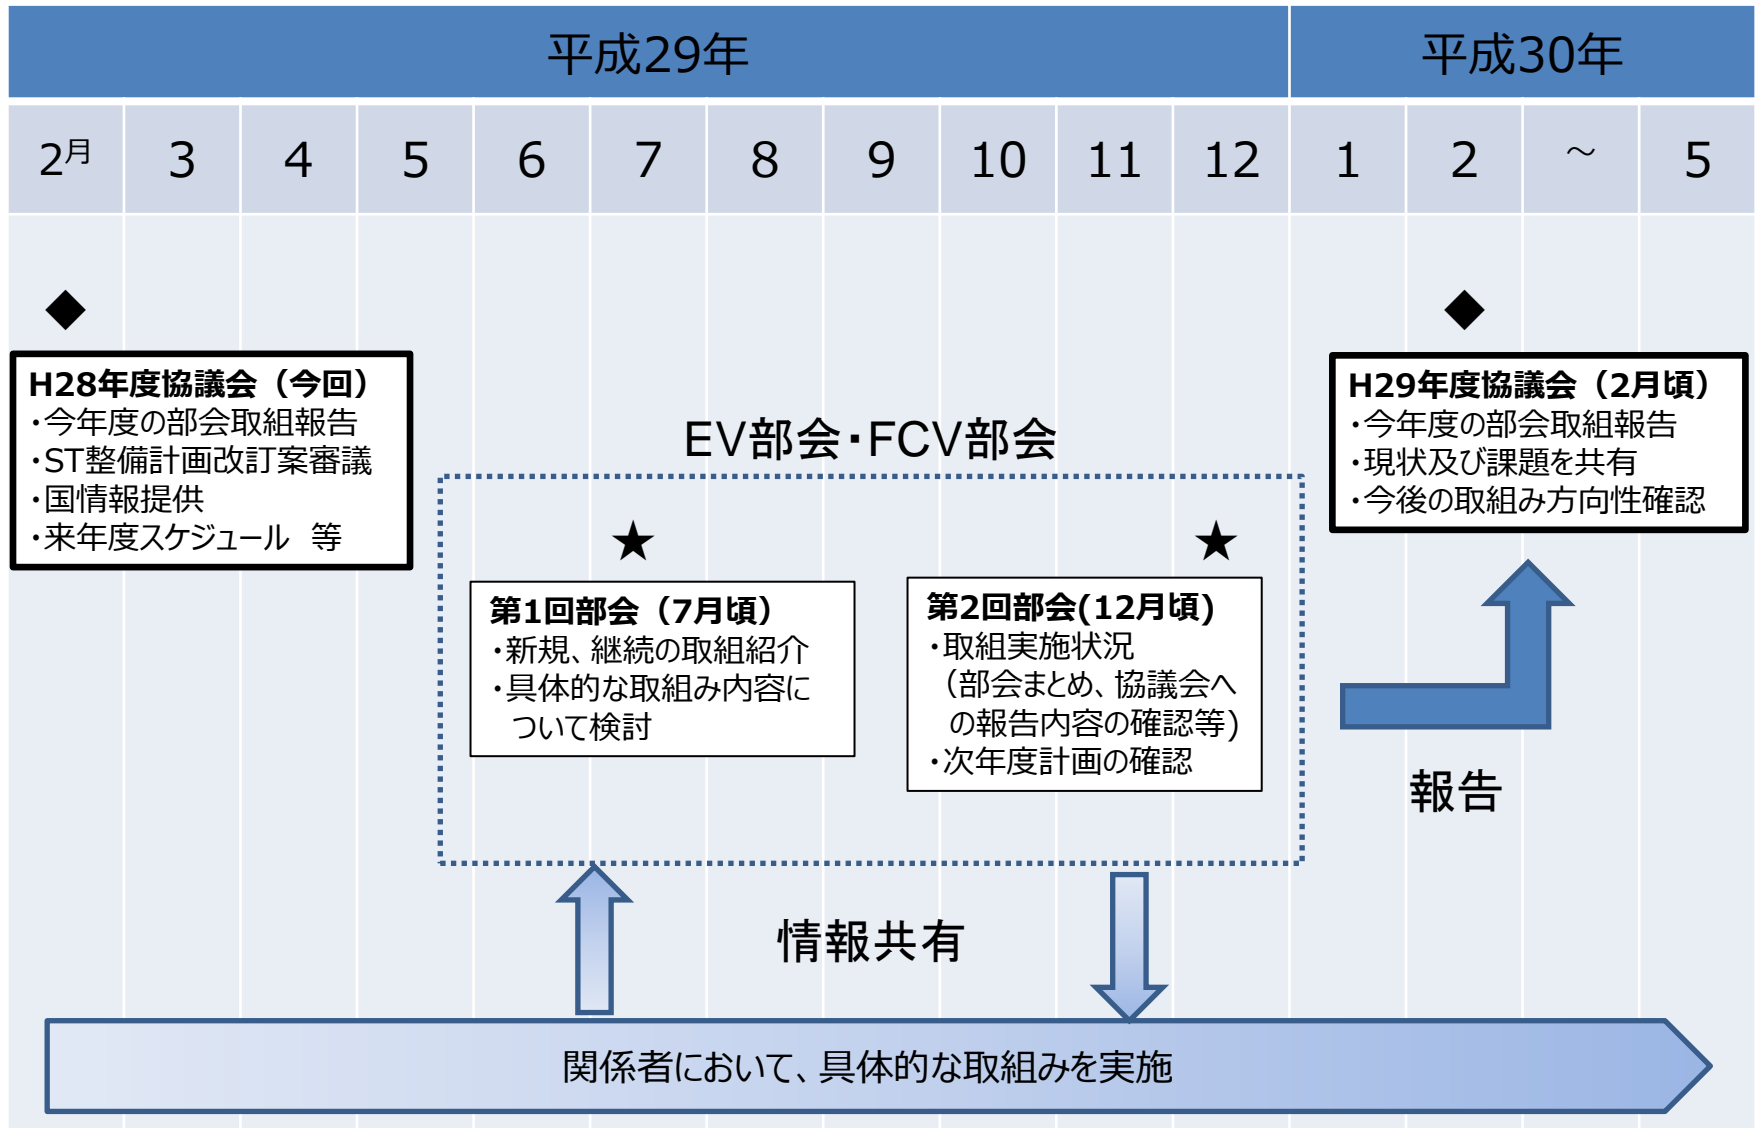 平成29年
平成30年
2月 3 4 5 6 7 8 9 10 11 12 1 2 ～ 5
◆
◆
H28年度協議会（今回）
・今年度の部会取組報告
・ST整備計画改訂案審議
・国情報提供
・来年度スケジュール　等
H29年度協議会（2月頃）
・今年度の部会取組報告
・現状及び課題を共有
・今後の取組み方向性確認
EV部会・FCV部会
★
★
第1回部会（7月頃）
・新規、継続の取組紹介
・具体的な取組み内容に
ついて検討
第2回部会(12月頃)
・取組実施状況
（部会まとめ、協議会へ
の報告内容の確認等)
・次年度計画の確認
報告
情報共有
関係者において、具体的な取組みを実施